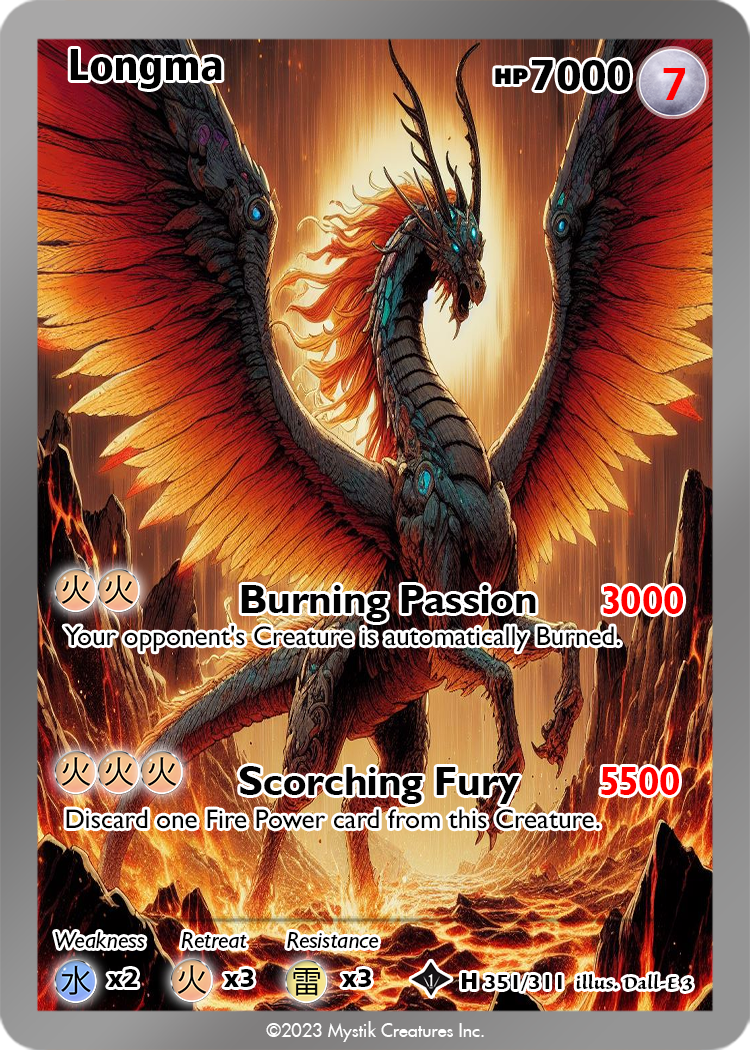 Longma
HP7000 7
火火 Burning Passion 3000
Your opponent's Creature is automatically Burned.
火火火 Scorching Fury 5500
Discard one Fire Power card from this Creature.
Weakness Retreat Resistance
水 x2 火 x3 雷 x3 1 H 351/311 illus. Dall-E 3
©2023 Mystik Creatures Inc.